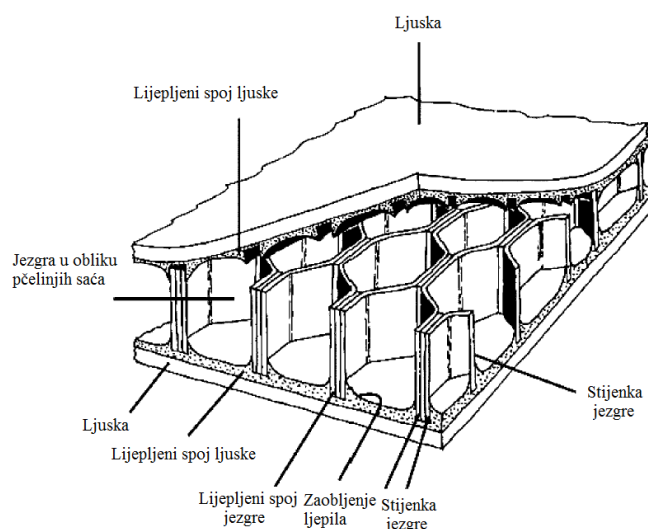 Ljuska
Lijepljeni spoj ljuske
Jezgra u obliku
pčelinjih saća
Stijenka
jezgre
Ljuska
Lijepljeni spoj ljuske
Lijepljeni spoj
jezgre
Zaobljenje
ljepila
Stijenka
jezgre